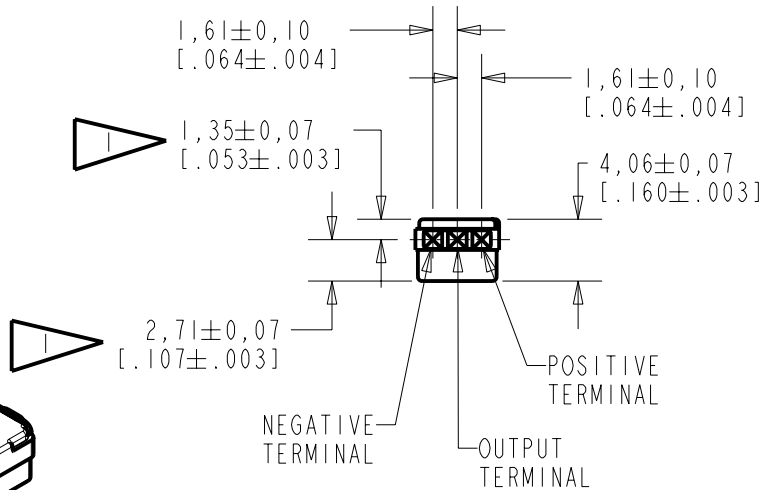 1,61±0,10
[.064±.004]
1,61±0,10
[.064±.004]
1
1,35±0,07
[.053±.003]
4,06±0,07
[.160±.003]
1
2,71±0,07
[.107±.003]
POSITIVE
TERMINAL
NEGATIVE
TERMINAL
OUTPUT
TERMINAL